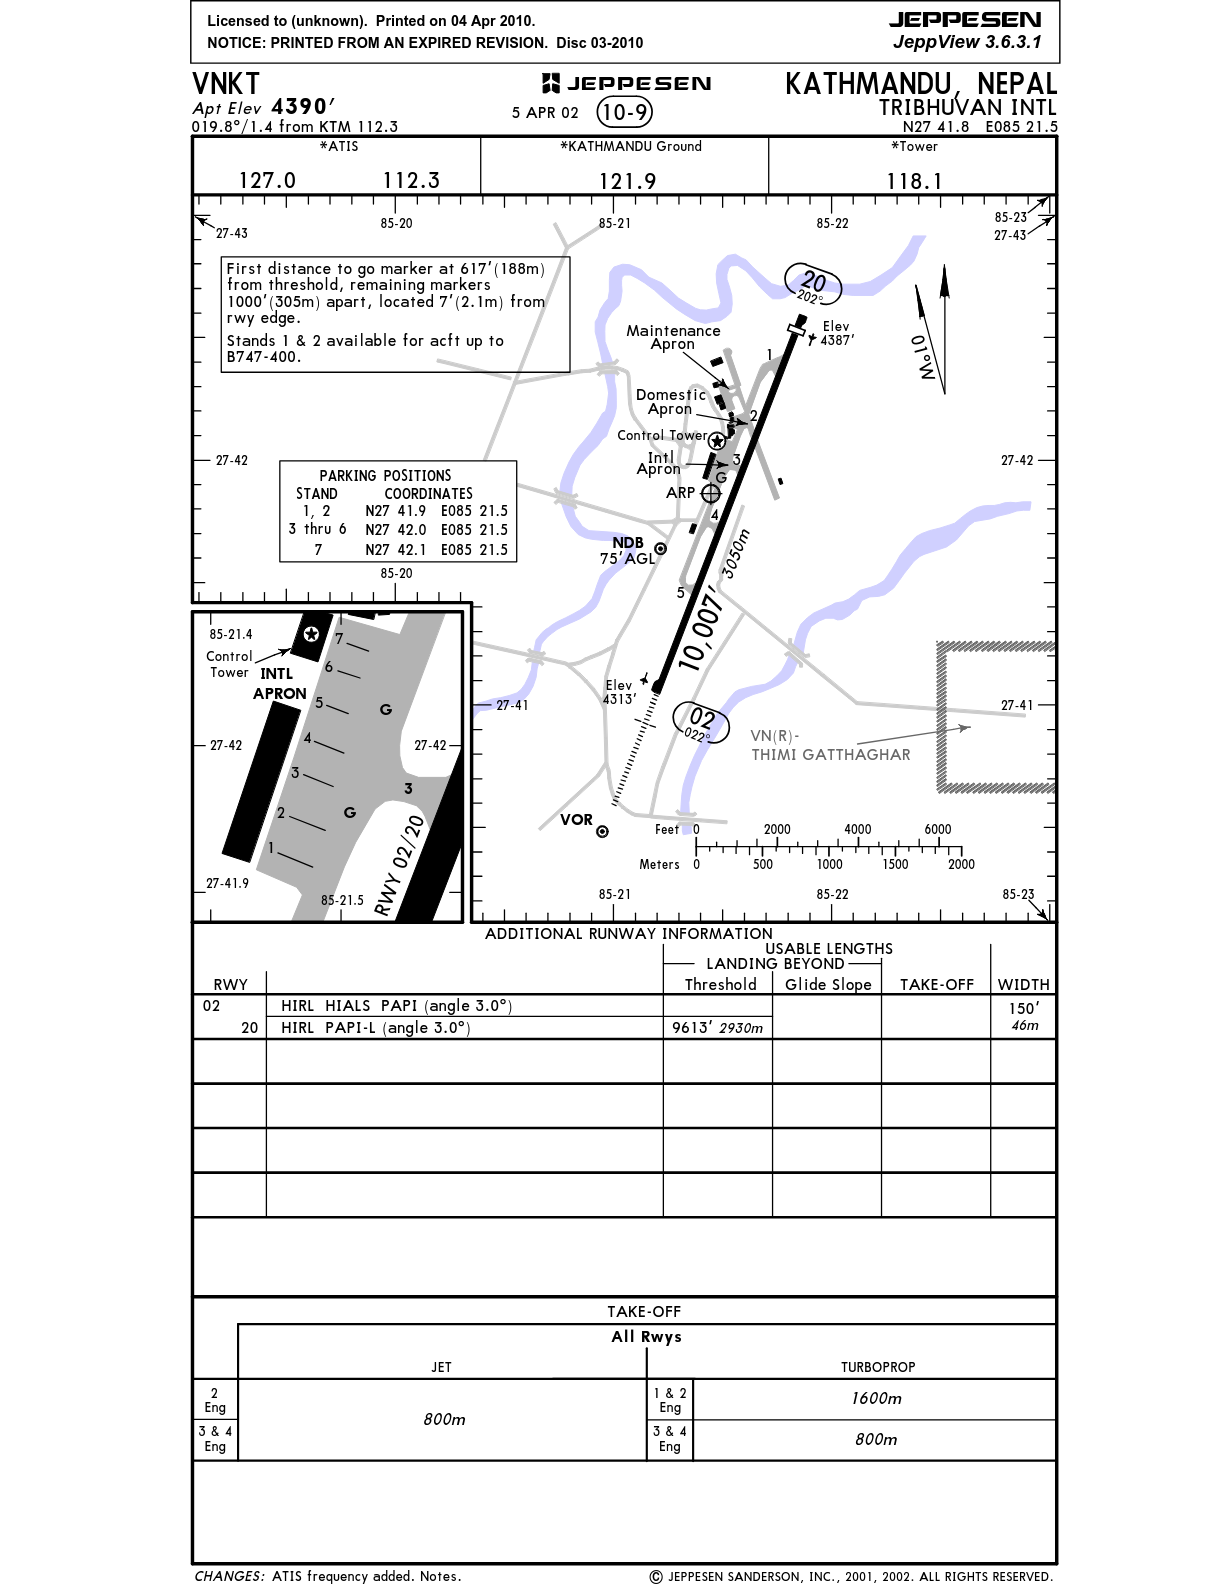 Licensed to (unknown). Printed on 04 Apr 2010.
NOTICE: PRINTED FROM AN EXPIRED REVISION. Disc 03-2010
JEPPESEN
JeppView 3.6.3.1
VNKT
Apt Elev 4390'
019.8°/1.4 from KTM 112.3
JEPPESEN
5 APR 02 10-9
KATHMANDU, NEPAL
TRIBHUVAN INTL
N27 41.8 E085 21.5
*ATIS
127.0 112.3
*KATHMANDU Ground
121.9
*Tower
118.1
85-20 85-21 85-22 85-23
27-43 27-43
First distance to go marker at 617'(188m)
from threshold, remaining markers
1000'(305m) apart, located 7'(2.1m) from
rwy edge.
Stands 1 & 2 available for acft up to
B747-400.
20
202°
Elev
4387'
01°W
Maintenance
Apron
1
Domestic
Apron
2
Control Tower
Intl
Apron
3
G
ARP
4
27-42 27-42
PARKING POSITIONS
STAND COORDINATES
1, 2 N27 41.9 E085 21.5
3 thru 6 N27 42.0 E085 21.5
7 N27 42.1 E085 21.5
85-20
NDB
75'AGL
3050m
5
10,007'
Elev
4313'
02
022°
27-41 27-41
VN(R)-
THIMI GATTHAGHAR
VOR
Feet 0 2000 4000 6000
Meters 0 500 1000 1500 2000
85-21 85-22 85-23
85-21.4
Control
Tower
INTL
APRON
7
6
5
G
4
27-42 27-42
3
3
2
G
1
27-41.9
85-21.5
RWY 02/20
ADDITIONAL RUNWAY INFORMATION
USABLE LENGTHS
LANDING BEYOND
RWY Threshold Glide Slope TAKE-OFF WIDTH
02 HIRL HIALS PAPI (angle 3.0°) 150'
20 HIRL PAPI-L (angle 3.0°) 9613' 2930m 46m
TAKE-OFF
All Rwys
JET TURBOPROP
2
Eng
800m
1 & 2
Eng
1600m
3 & 4
Eng
3 & 4
Eng
800m
CHANGES: ATIS frequency added. Notes.
© JEPPESEN SANDERSON, INC., 2001, 2002. ALL RIGHTS RESERVED.